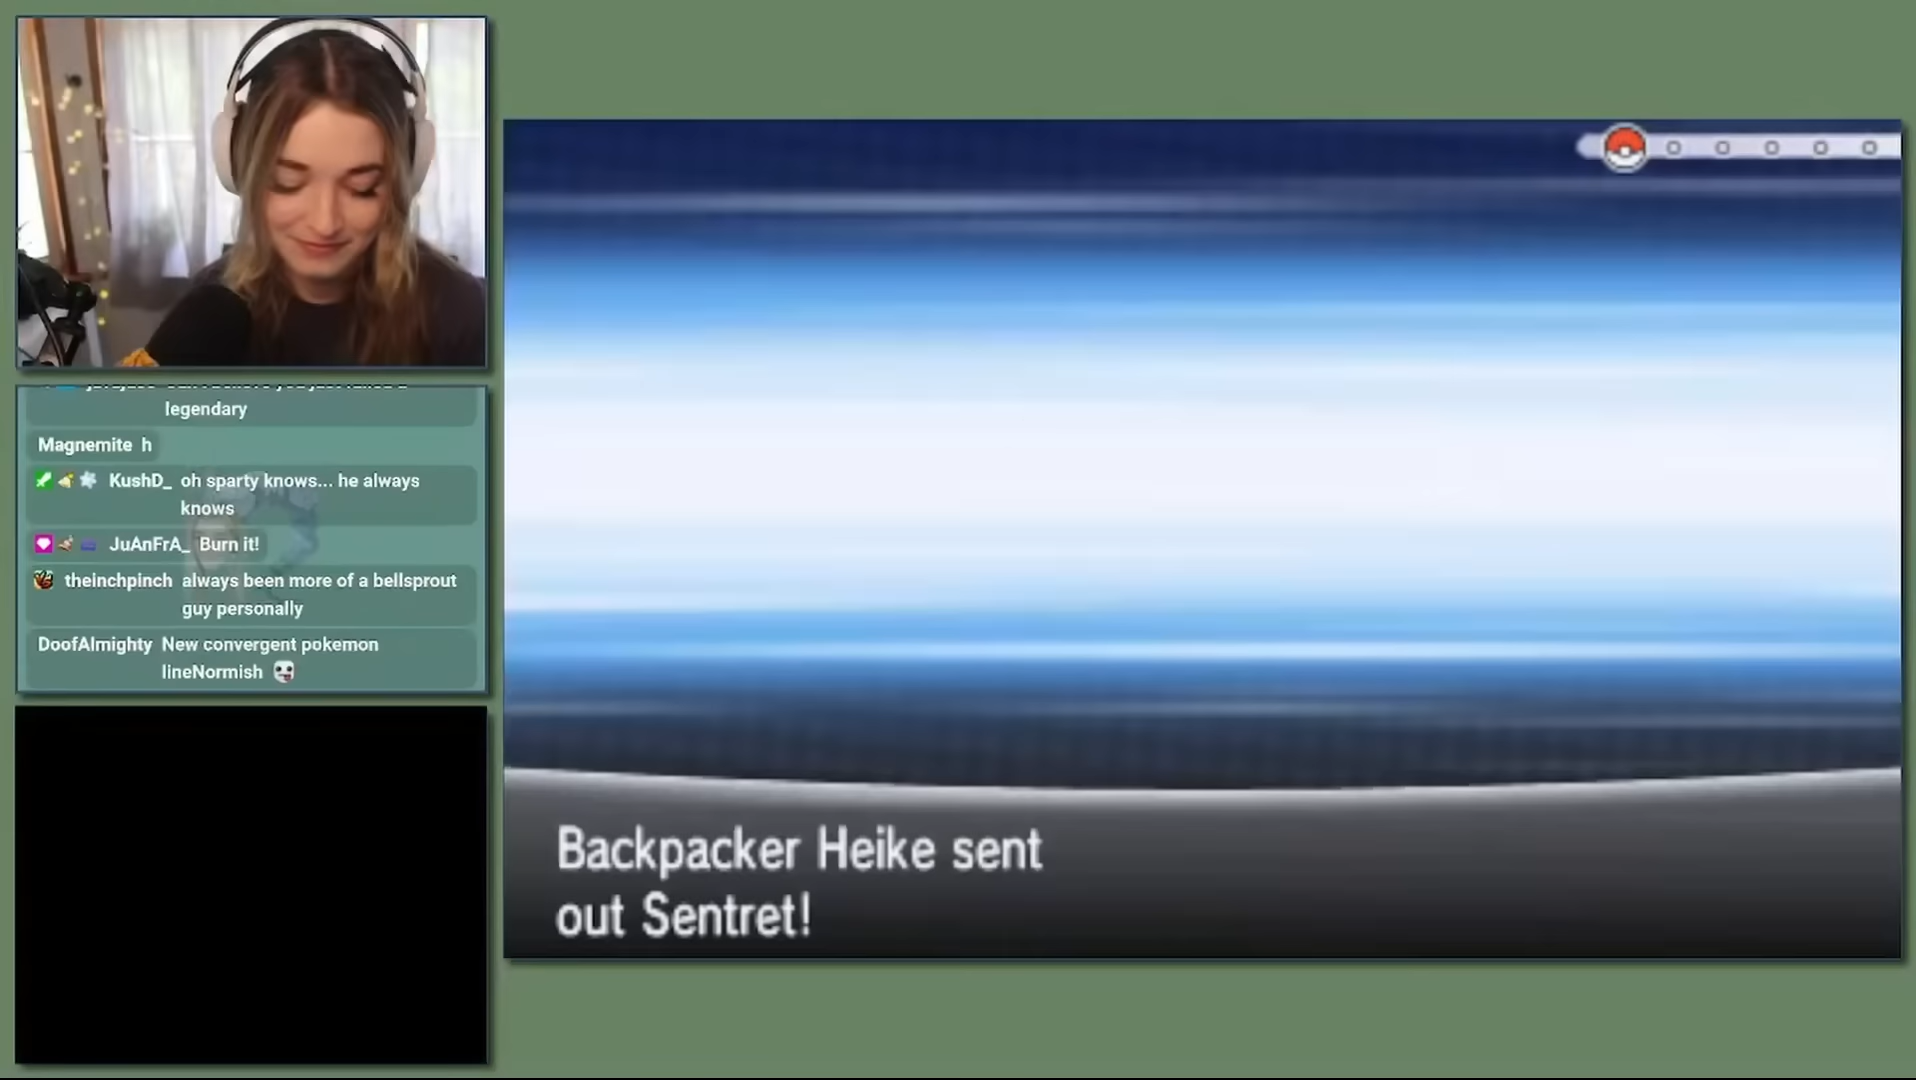 legendary
Magnemite h
KushD_ oh sparty knows... he always
knows
JuAnFrA_ Burn it!
theinchpinch always been more of a bellsprout
guy personally
DoofAlmighty New convergent pokemon
lineNormish
Backpacker Heike sent
out Sentret!